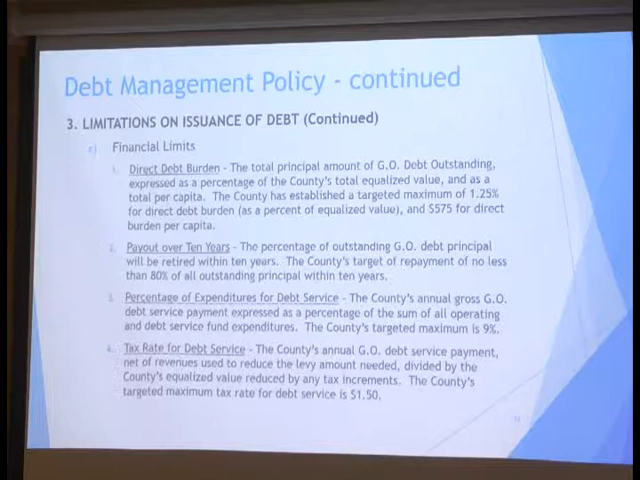 Debt Management Policy - continued
3. LIMITATIONS ON ISSUANCE OF DEBT (Continued)
Financial Limits
1. Direct Debt Burden - The total principal amount of G.O. Debt Outstanding,
expressed as a percentage of the County's total equalized value, and as a
total per capita. The County has established a targeted maximum of 1.25%
for direct debt burden (as a percent of equalized value), and $575 for direct
burden per capita.
2. Payout over Ten Years - The percentage of outstanding G.O. debt principal
will be retired within ten years. The County's target of repayment of no less
than 80% of all outstanding principal within ten years.
3. Percentage of Expenditures for Debt Service - The County's annual gross G.O.
debt service payment expressed as a percentage of the sum of all operating
and debt service fund expenditures. The County's targeted maximum is 9%.
4. Tax Rate for Debt Service - The County's annual G.O. debt service payment,
net of revenues used to reduce the levy amount needed, divided by the
County's equalized value reduced by any tax increments. The County's
targeted maximum tax rate for debt service is $1.50.